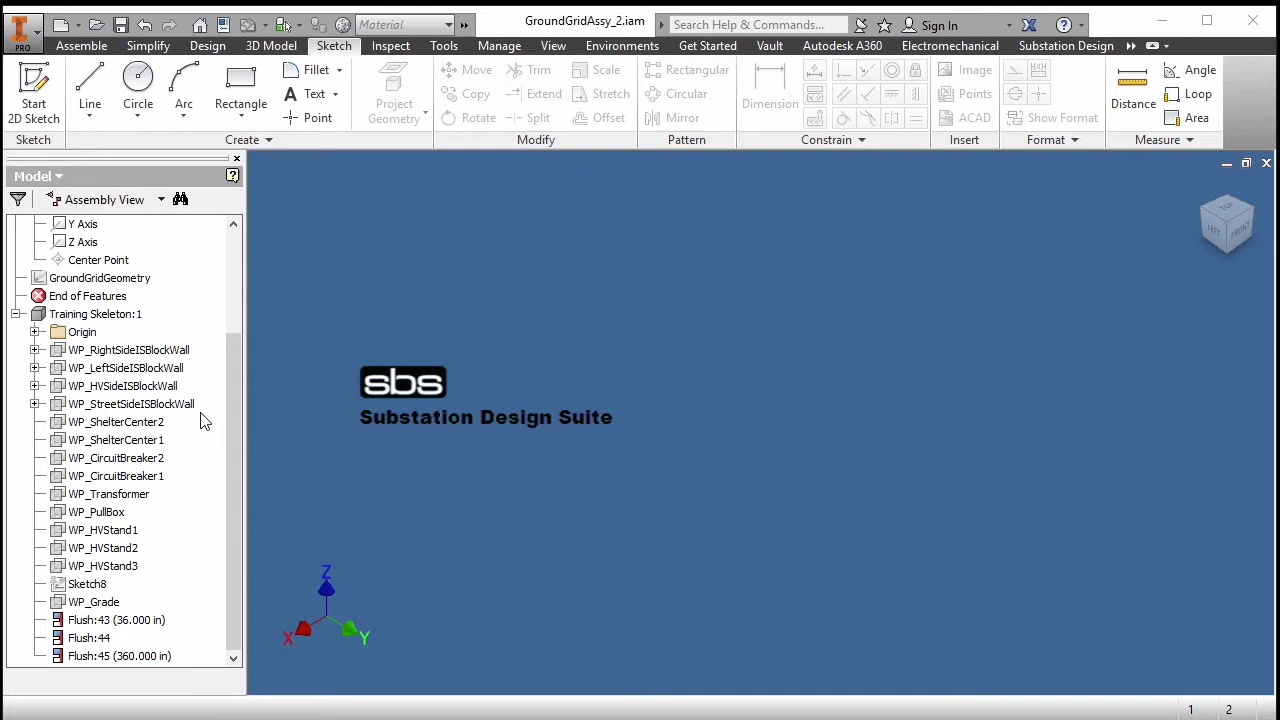 PRO
Material
GroundGridAssy_2.iam
Search Help & Commands...
Sign In
Assemble Simplify Design 3D Model Sketch Inspect Tools Manage View Environments Get Started Vault Autodesk A360 Electromechanical Substation Design
Start 2D Sketch
Line
Circle
Arc
Rectangle
Fillet
Text
Point
Project Geometry
Move Trim Scale
Copy Extend Stretch
Rotate Split Offset
Rectangular
Circular
Mirror
Dimension
Image
Points
ACAD
Show Format
Distance
Angle
Loop
Area
Sketch Create Modify Pattern Constrain Insert Format Measure
Model
Assembly View
Y Axis
Z Axis
Center Point
GroundGridGeometry
End of Features
Training Skeleton:1
Origin
WP_RightSideISBlockWall
WP_LeftSideISBlockWall
WP_HVSideISBlockWall
WP_StreetSideISBlockWall
WP_ShelterCenter2
WP_ShelterCenter1
WP_CircuitBreaker2
WP_CircuitBreaker1
WP_Transformer
WP_PullBox
WP_HVStand1
WP_HVStand2
WP_HVStand3
Sketch8
WP_Grade
Flush:43 (36.000 in)
Flush:44
Flush:45 (360.000 in)
sbs
Substation Design Suite
TOP
LEFT
FRONT
Z
X
Y
1 2